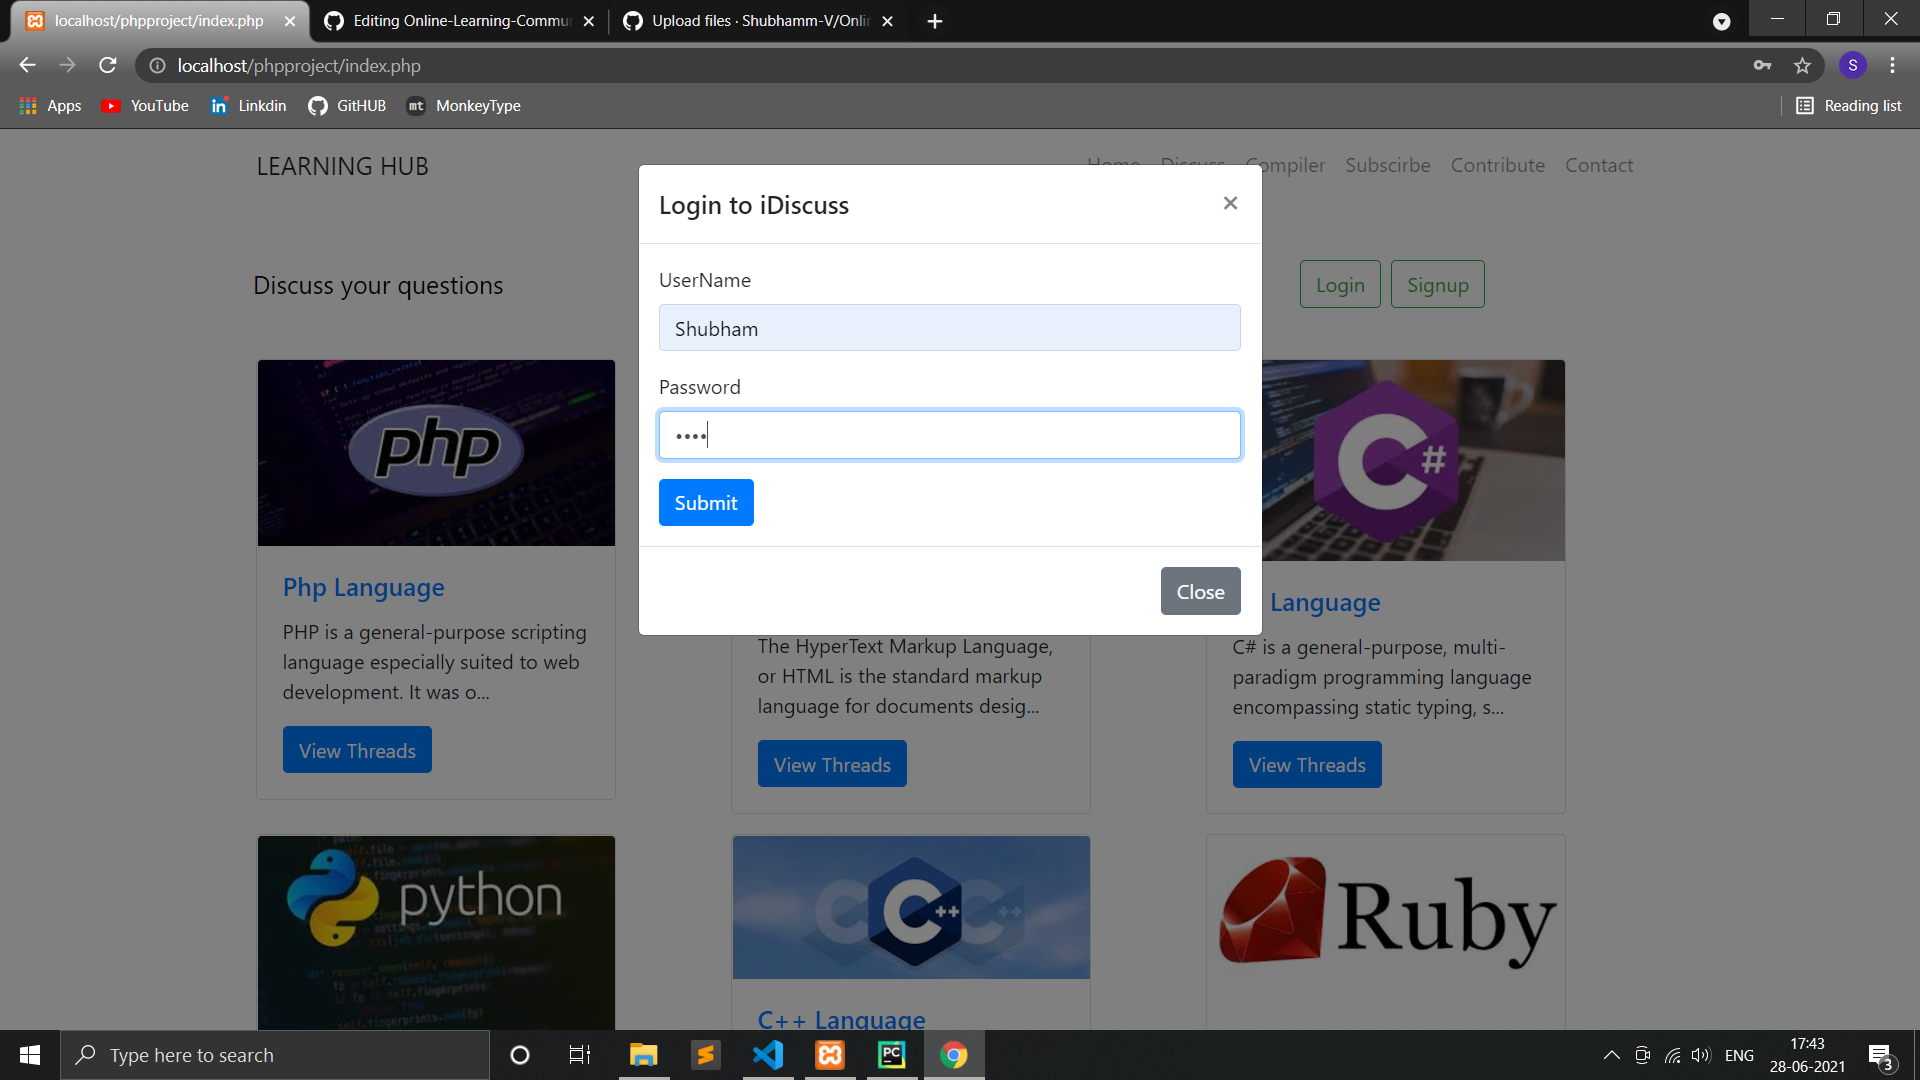 localhost/phpproject/index.php
Editing Online-Learning-Commu
Upload files · Shubhamm-V/Onlin
localhost/phpproject/index.php
S
Apps
YouTube
Linkdin
GitHUB
mt MonkeyType
Reading list
LEARNING HUB
Home Discuss Compiler Subscirbe Contribute Contact
Login to iDiscuss
×
Discuss your questions
Login
Signup
UserName
Shubham
Password
••••
Submit
Close
php
C#
Php Language
PHP is a general-purpose scripting
language especially suited to web
development. It was o...
View Threads
The HyperText Markup Language,
or HTML is the standard markup
language for documents desig...
View Threads
Language
C# is a general-purpose, multi-
paradigm programming language
encompassing static typing, s...
View Threads
python
C++
C++ Language
Ruby
Type here to search
PC
ENG
17:43
28-06-2021
3